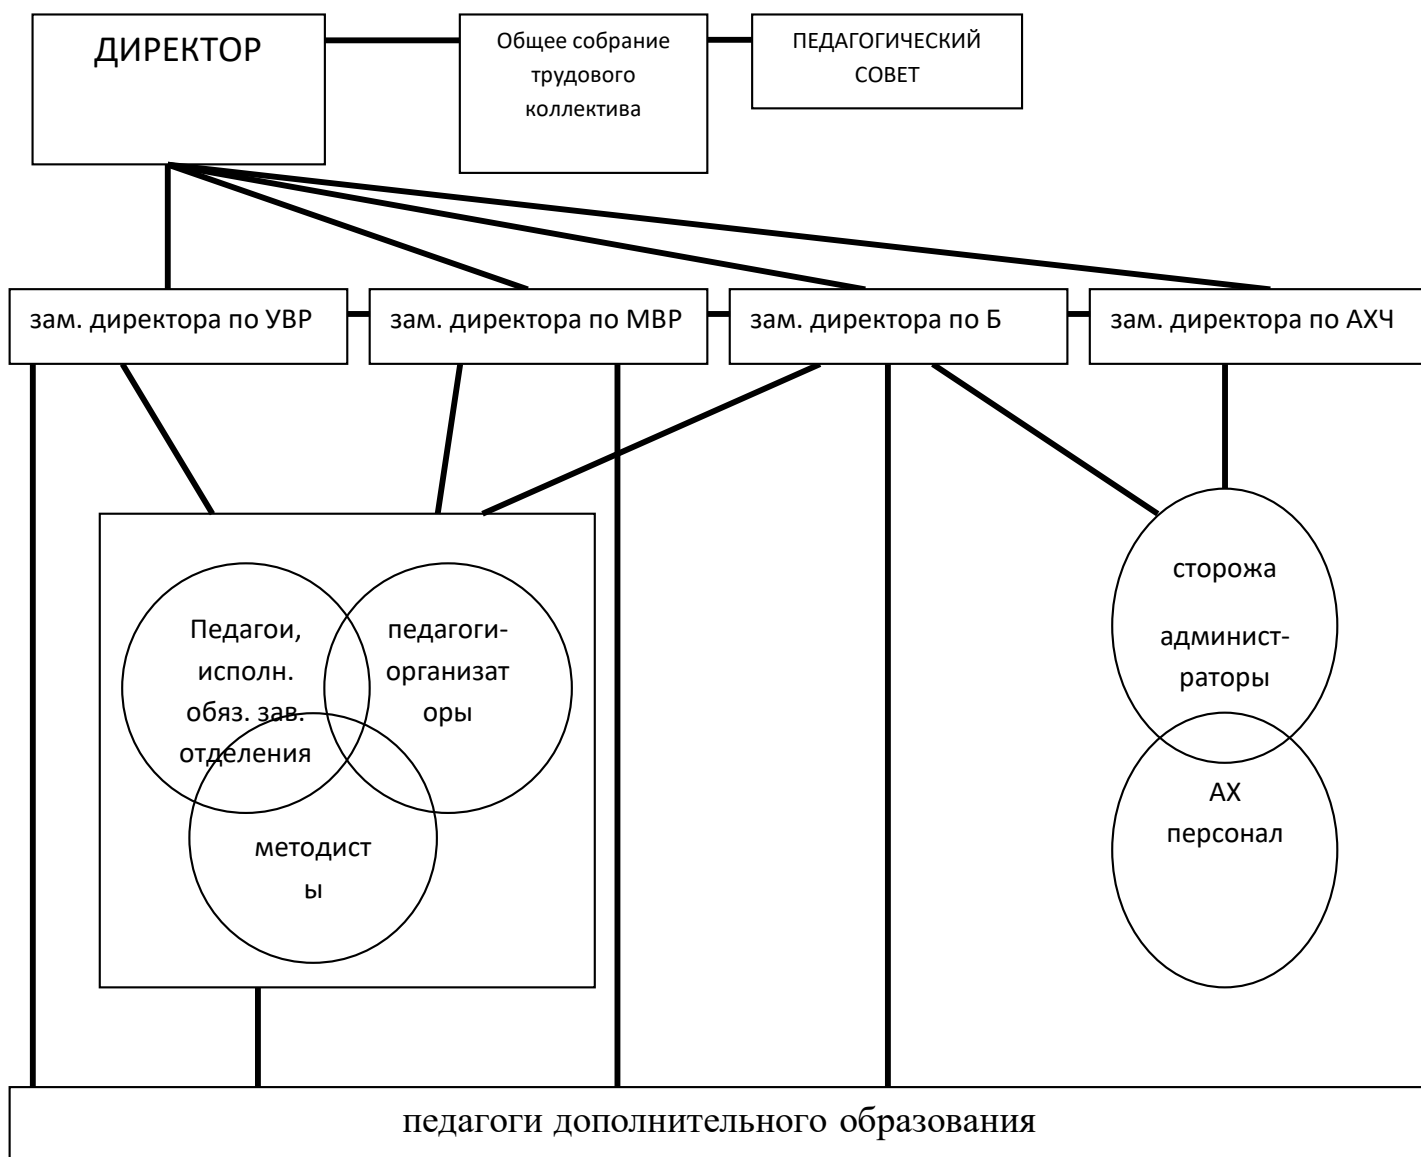 ДИРЕКТОР
Общее собрание
трудового
коллектива
ПЕДАГОГИЧЕСКИЙ
СОВЕТ
зам. директора по УВР
зам. директора по МВР
зам. директора по Б
зам. директора по АХЧ
Педагои,
исполн.
обяз. зав.
отделения
педагоги-
организат
оры
методист
ы
сторожа
админист-
раторы
АХ
персонал
педагоги дополнительного образования